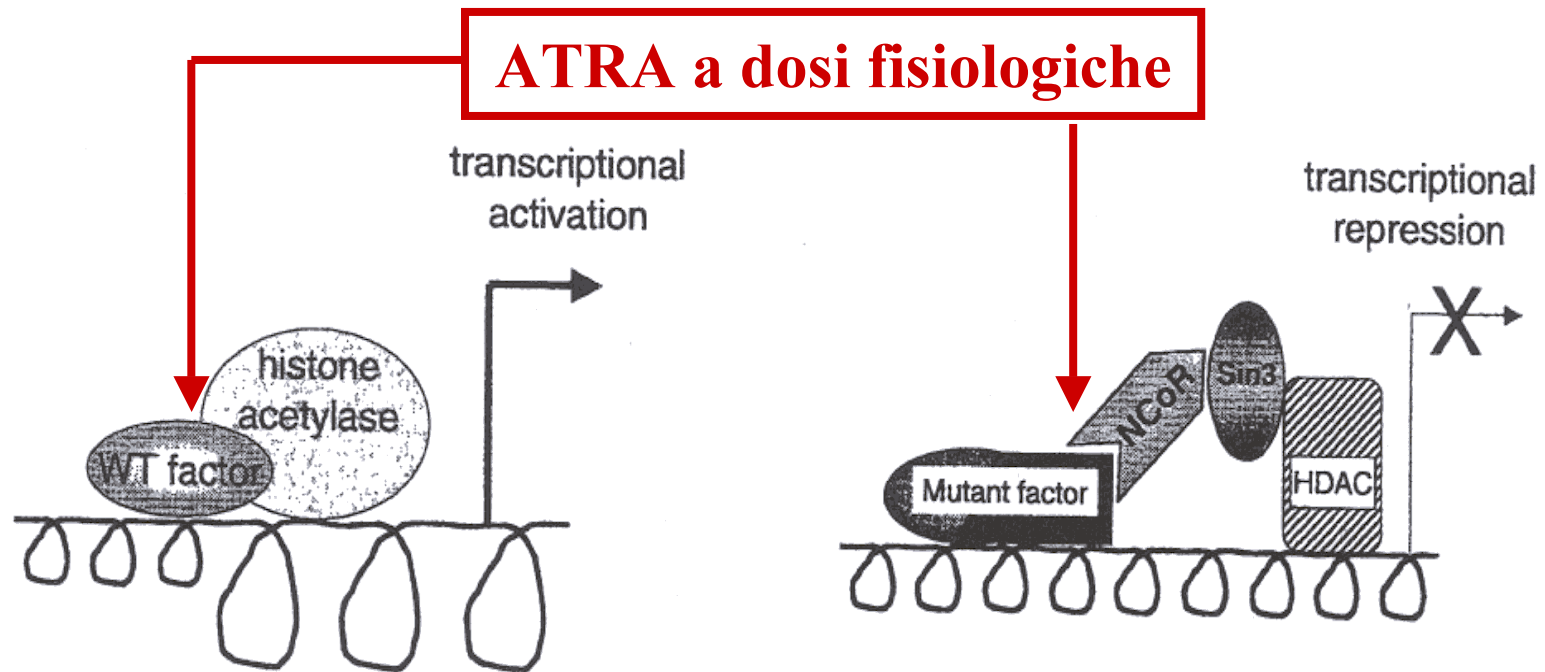 ATRA a dosi fisiologiche
transcriptional
activation
transcriptional
repression
histone
acetylase
WT factor
NCoR
Sin3
Mutant factor
HDAC
X